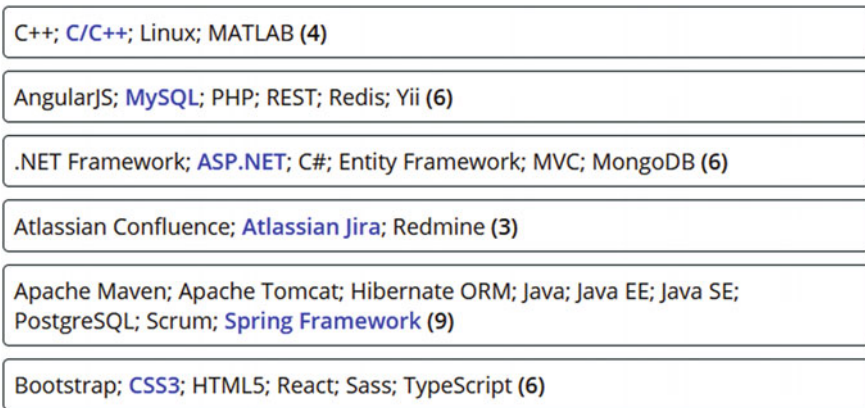 C++; C/C++; Linux; MATLAB (4)
AngularJS; MySQL; PHP; REST; Redis; Yii (6)
.NET Framework; ASP.NET; C#; Entity Framework; MVC; MongoDB (6)
Atlassian Confluence; Atlassian Jira; Redmine (3)
Apache Maven; Apache Tomcat; Hibernate ORM; Java; Java EE; Java SE;
PostgreSQL; Scrum; Spring Framework (9)
Bootstrap; CSS3; HTML5; React; Sass; TypeScript (6)